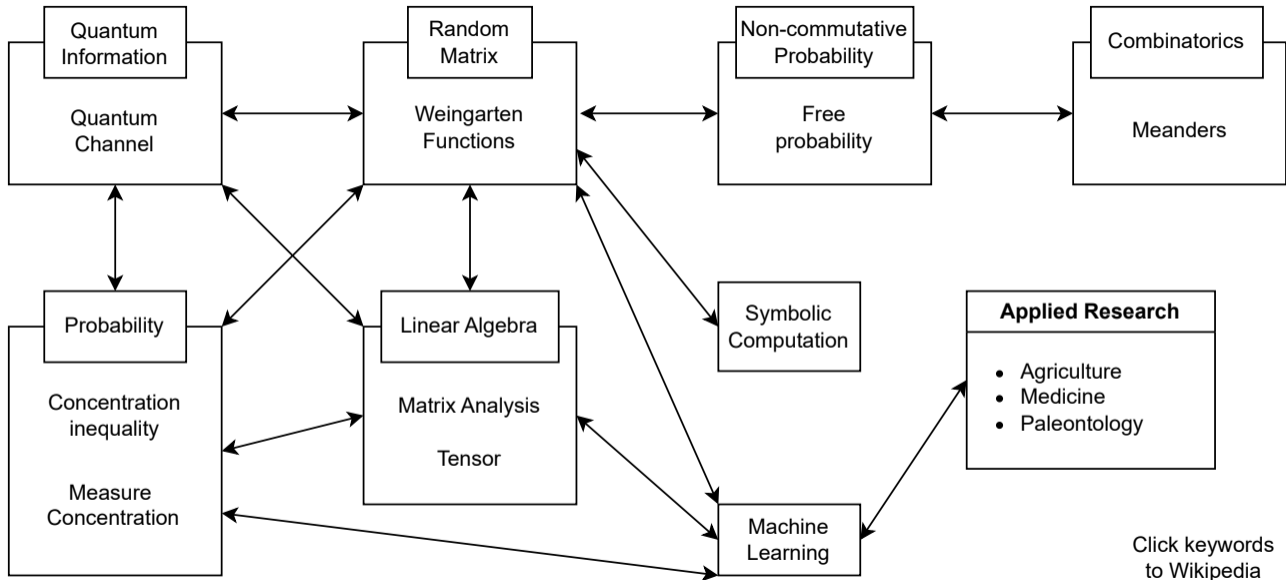 Quantum
Information
Quantum
Channel
Random
Matrix
Weingarten
Functions
Non-commutative
Probability
Free
probability
Combinatorics
Meanders
Probability
Concentration
inequality
Measure
Concentration
Linear Algebra
Matrix Analysis
Tensor
Symbolic
Computation
Machine
Learning
Applied Research
• Agriculture
• Medicine
• Paleontology
Click keywords
to Wikipedia